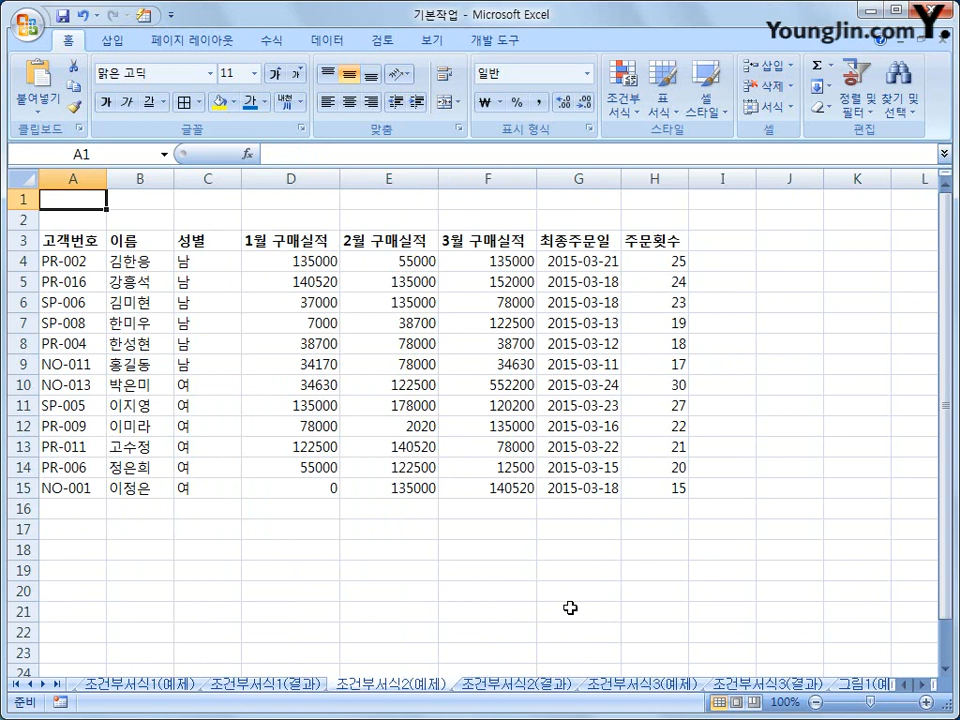 기본작업 - Microsoft Excel
YoungJin.com Y.
홈 삽입 페이지 레이아웃 수식 데이터 검토 보기 개발 도구
붙여넣기
클립보드
맑은 고딕 11
가 가 가 가 가
가 내천
글꼴
맞춤
일반
₩ % ,
표시 형식
조건부 서식
표 서식
셀 스타일
스타일
삽입
삭제
서식
셀
Σ
정렬 및 필터
찾기 및 선택
편집
A1 fx
A B C D E F G H I J K L
1
2
3 고객번호 이름 성별 1월 구매실적 2월 구매실적 3월 구매실적 최종주문일 주문횟수
4 PR-002 김한응 남 135000 55000 135000 2015-03-21 25
5 PR-016 강흥석 남 140520 135000 152000 2015-03-18 24
6 SP-006 김미현 남 37000 135000 78000 2015-03-18 23
7 SP-008 한미우 남 7000 38700 122500 2015-03-13 19
8 PR-004 한성현 남 38700 78000 38700 2015-03-12 18
9 NO-011 홍길동 남 34170 78000 34630 2015-03-11 17
10 NO-013 박은미 여 34630 122500 552200 2015-03-24 30
11 SP-005 이지영 여 135000 178000 120200 2015-03-23 27
12 PR-009 이미라 여 78000 2020 135000 2015-03-16 22
13 PR-011 고수정 여 122500 140520 78000 2015-03-22 21
14 PR-006 정은희 여 55000 122500 12500 2015-03-15 20
15 NO-001 이정은 여 0 135000 140520 2015-03-18 15
16
17
18
19
20
21
22
23
24
조건부서식1(예제) 조건부서식1(결과) 조건부서식2(예제) 조건부서식2(결과) 조건부서식3(예제) 조건부서식3(결과) 그림1(예
준비 100%